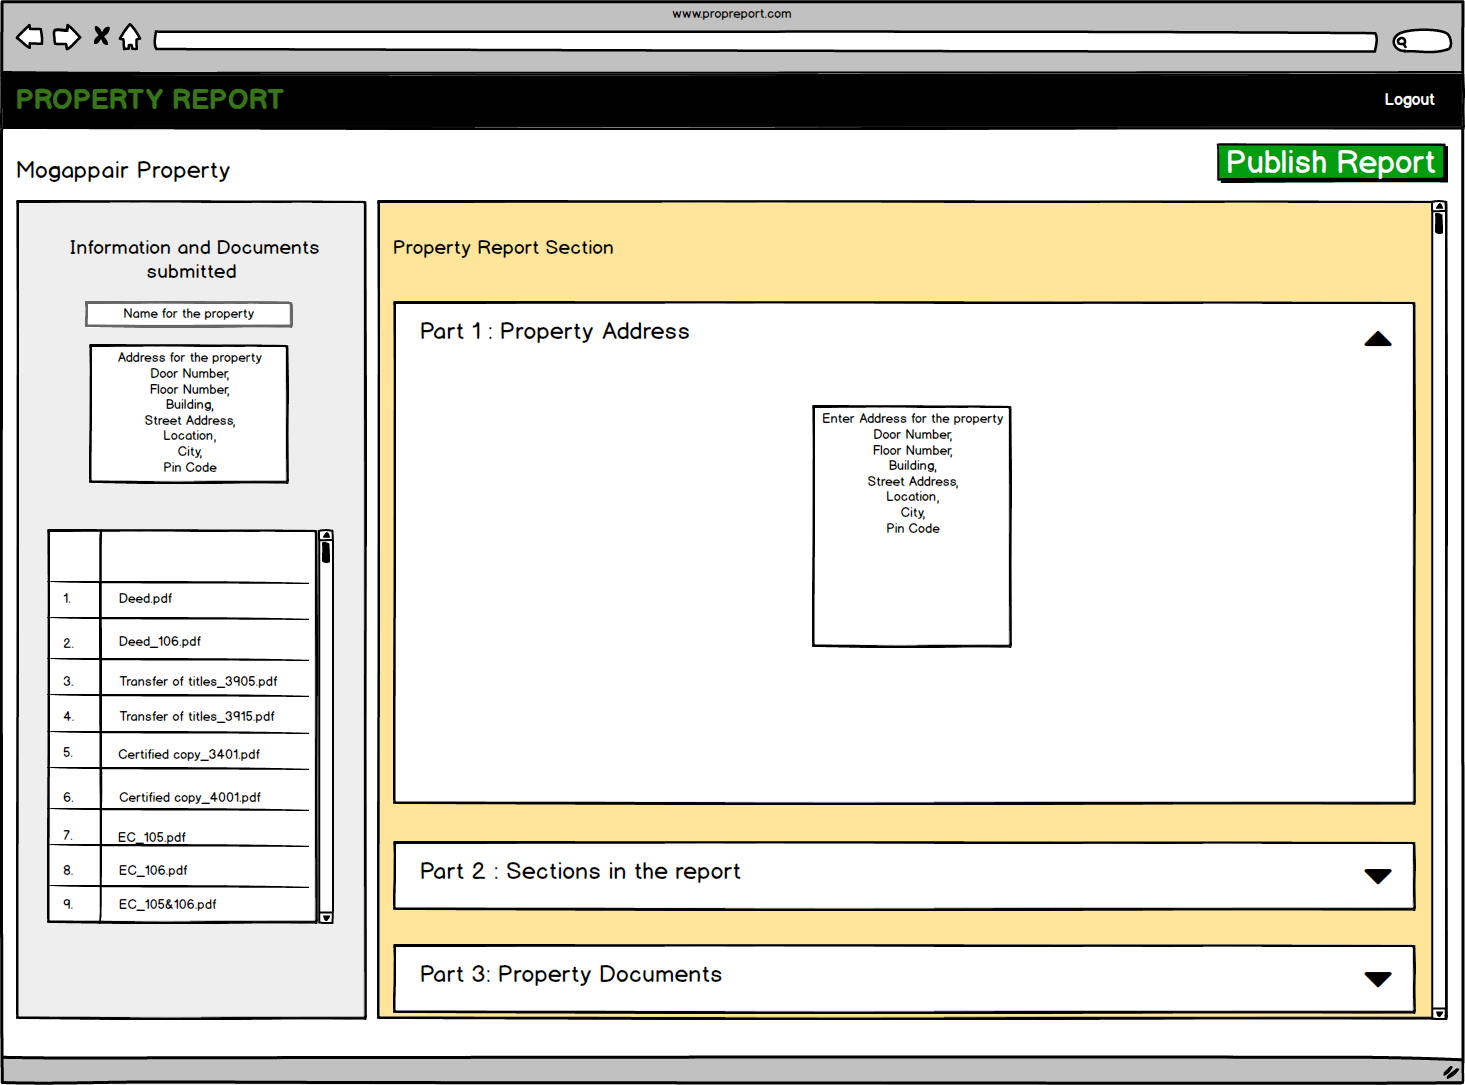 www.propreport.com
PROPERTY REPORT
Logout
Mogappair Property
Publish Report
Information and Documents
submitted
Name for the property
Address for the property
Door Number,
Floor Number,
Building,
Street Address,
Location,
City,
Pin Code
1. Deed.pdf
2. Deed_106.pdf
3. Transfer of titles_3905.pdf
4. Transfer of titles_3915.pdf
5. Certified copy_3401.pdf
6. Certified copy_4001.pdf
7. EC_105.pdf
8. EC_106.pdf
9. EC_105&106.pdf
Property Report Section
Part 1 : Property Address
Enter Address for the property
Door Number,
Floor Number,
Building,
Street Address,
Location,
City,
Pin Code
Part 2 : Sections in the report
Part 3: Property Documents